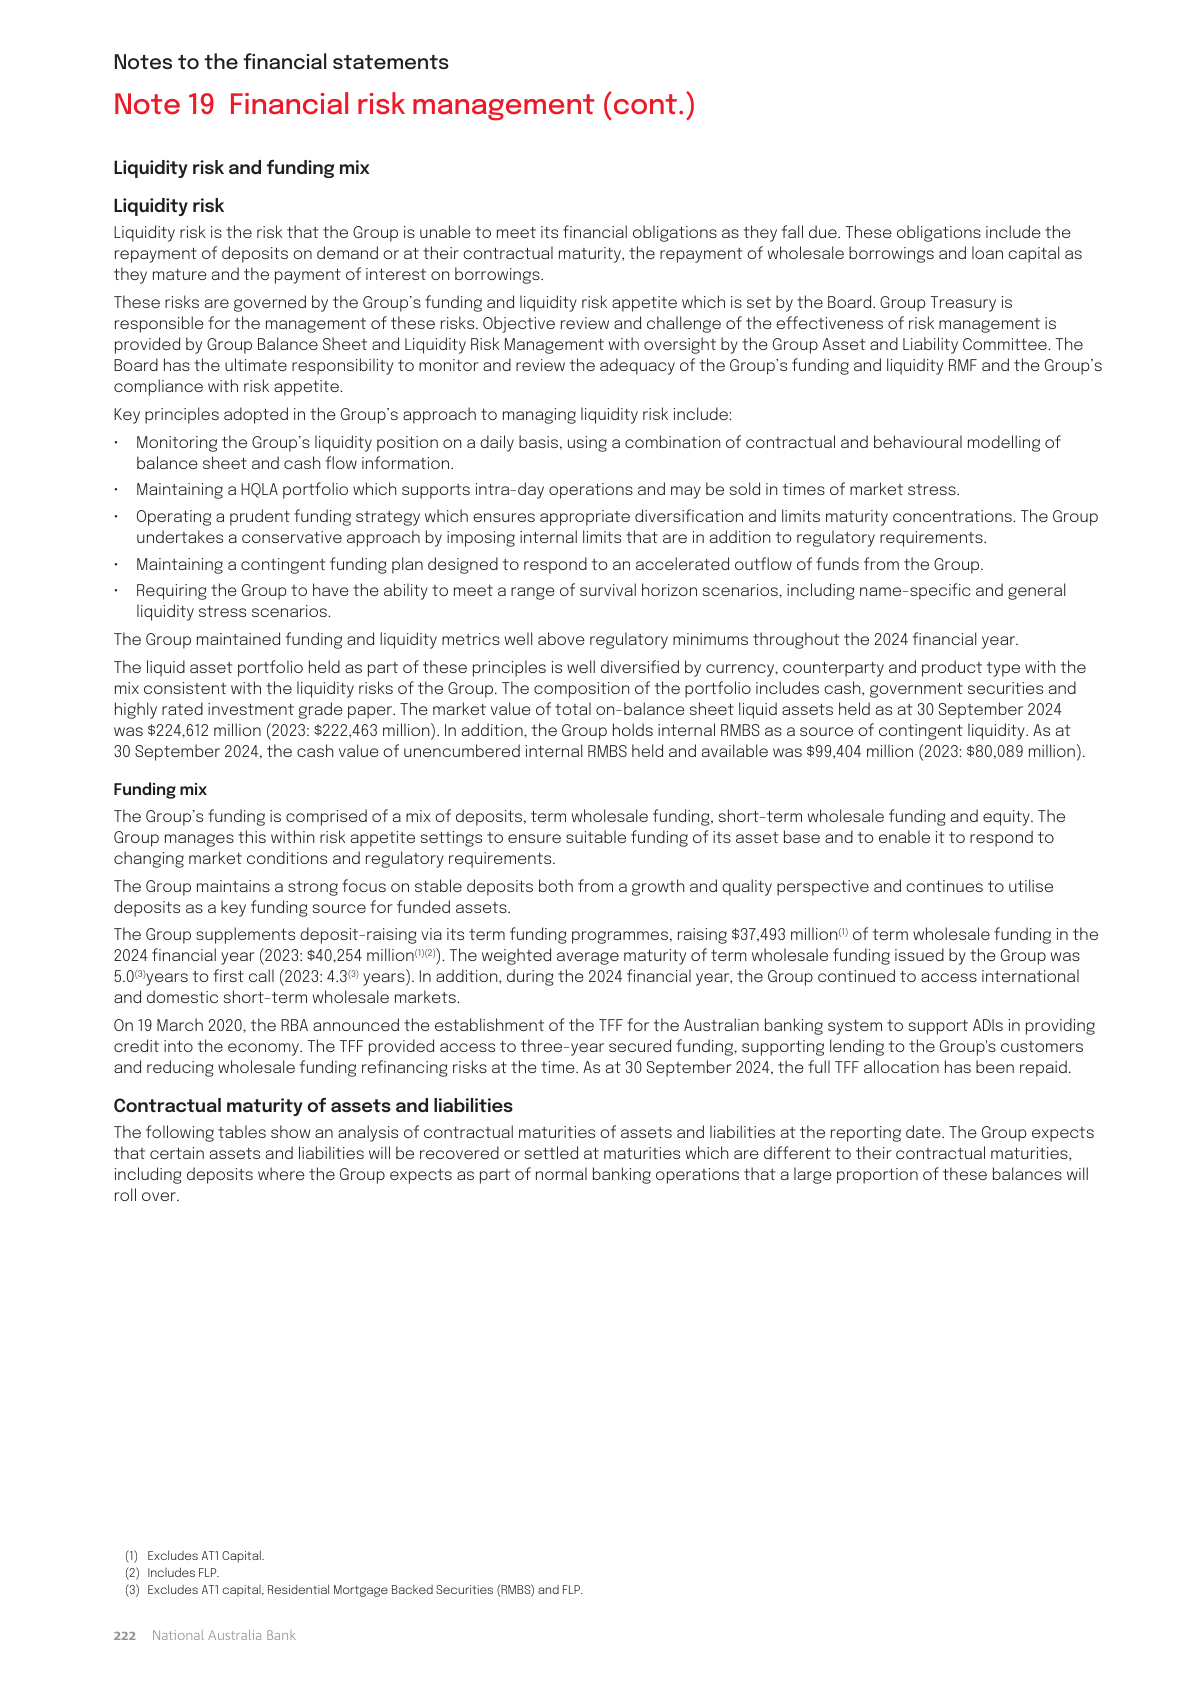 Notes to the financial statements
Note 19 Financial risk management (cont.)
Liquidity risk and funding mix
Liquidity risk
Liquidity risk is the risk that the Group is unable to meet its financial obligations as they fall due. These obligations include the
repayment of deposits on demand or at their contractual maturity, the repayment of wholesale borrowings and loan capital as
they mature and the payment of interest on borrowings.
These risks are governed by the Group's funding and liquidity risk appetite which is set by the Board. Group Treasury is
responsible for the management of these risks. Objective review and challenge of the effectiveness of risk management is
provided by Group Balance Sheet and Liquidity Risk Management with oversight by the Group Asset and Liability Committee. The
Board has the ultimate responsibility to monitor and review the adequacy of the Group's funding and liquidity RMF and the Group's
compliance with risk appetite.
Key principles adopted in the Group's approach to managing liquidity risk include:
• Monitoring the Group's liquidity position on a daily basis, using a combination of contractual and behavioural modelling of
balance sheet and cash flow information.
• Maintaining a HQLA portfolio which supports intra-day operations and may be sold in times of market stress.
• Operating a prudent funding strategy which ensures appropriate diversification and limits maturity concentrations. The Group
undertakes a conservative approach by imposing internal limits that are in addition to regulatory requirements.
• Maintaining a contingent funding plan designed to respond to an accelerated outflow of funds from the Group.
• Requiring the Group to have the ability to meet a range of survival horizon scenarios, including name-specific and general
liquidity stress scenarios.
The Group maintained funding and liquidity metrics well above regulatory minimums throughout the 2024 financial year.
The liquid asset portfolio held as part of these principles is well diversified by currency, counterparty and product type with the
mix consistent with the liquidity risks of the Group. The composition of the portfolio includes cash, government securities and
highly rated investment grade paper. The market value of total on-balance sheet liquid assets held as at 30 September 2024
was $224,612 million (2023: $222,463 million). In addition, the Group holds internal RMBS as a source of contingent liquidity. As at
30 September 2024, the cash value of unencumbered internal RMBS held and available was $99,404 million (2023: $80,089 million).
Funding mix
The Group's funding is comprised of a mix of deposits, term wholesale funding, short-term wholesale funding and equity. The
Group manages this within risk appetite settings to ensure suitable funding of its asset base and to enable it to respond to
changing market conditions and regulatory requirements.
The Group maintains a strong focus on stable deposits both from a growth and quality perspective and continues to utilise
deposits as a key funding source for funded assets.
The Group supplements deposit-raising via its term funding programmes, raising $37,493 million(1) of term wholesale funding in the
2024 financial year (2023: $40,254 million(1)(2)). The weighted average maturity of term wholesale funding issued by the Group was
5.0(3)years to first call (2023: 4.3(3) years). In addition, during the 2024 financial year, the Group continued to access international
and domestic short-term wholesale markets.
On 19 March 2020, the RBA announced the establishment of the TFF for the Australian banking system to support ADIs in providing
credit into the economy. The TFF provided access to three-year secured funding, supporting lending to the Group's customers
and reducing wholesale funding refinancing risks at the time. As at 30 September 2024, the full TFF allocation has been repaid.
Contractual maturity of assets and liabilities
The following tables show an analysis of contractual maturities of assets and liabilities at the reporting date. The Group expects
that certain assets and liabilities will be recovered or settled at maturities which are different to their contractual maturities,
including deposits where the Group expects as part of normal banking operations that a large proportion of these balances will
roll over.
(1) Excludes AT1 Capital.
(2) Includes FLP.
(3) Excludes AT1 capital, Residential Mortgage Backed Securities (RMBS) and FLP.
222 National Australia Bank